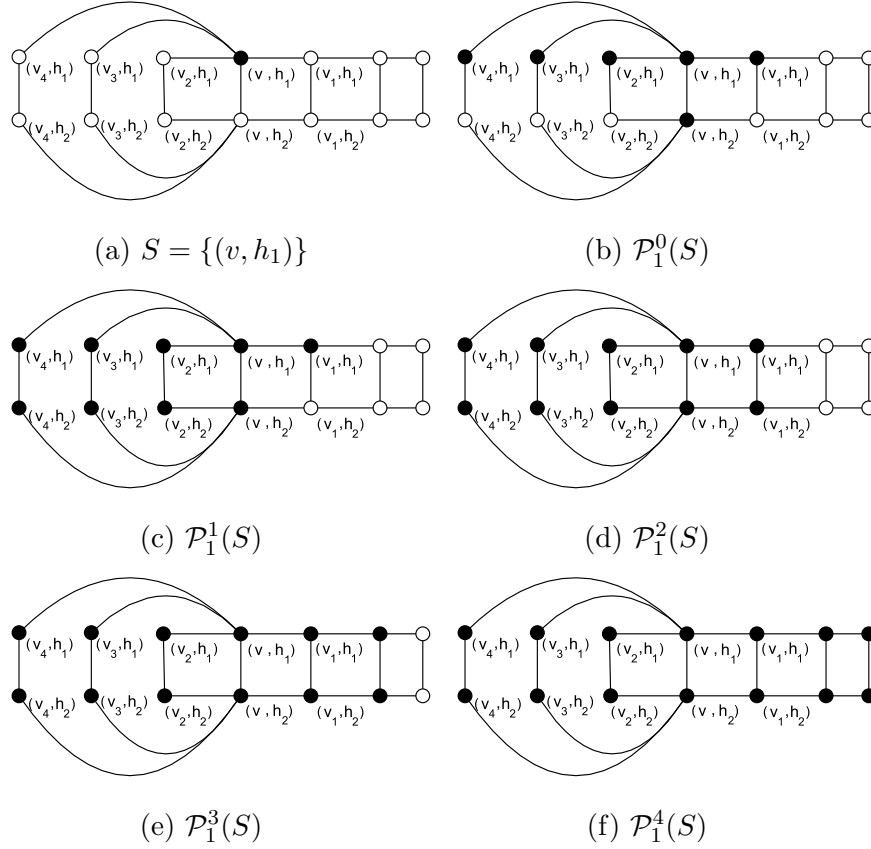 (v₄,h₁) (v₃,h₁) (v₂,h₁) (v ,h₁) (v₁,h₁) (v₄,h₁) (v₃,h₁) (v₂,h₁) (v ,h₁) (v₁,h₁)
(v₄,h₂) (v₃,h₂) (v₂,h₂) (v ,h₂) (v₁,h₂) (v₄,h₂) (v₃,h₂) (v₂,h₂) (v ,h₂) (v₁,h₂)
(a) S = {(v, h₁)} (b) 𝒫₁⁰(S)
(v₄,h₁) (v₃,h₁) (v₂,h₁) (v ,h₁) (v₁,h₁) (v₄,h₁) (v₃,h₁) (v₂,h₁) (v ,h₁) (v₁,h₁)
(v₄,h₂) (v₃,h₂) (v₂,h₂) (v ,h₂) (v₁,h₂) (v₄,h₂) (v₃,h₂) (v₂,h₂) (v ,h₂) (v₁,h₂)
(c) 𝒫₁¹(S) (d) 𝒫₁²(S)
(v₄,h₁) (v₃,h₁) (v₂,h₁) (v ,h₁) (v₁,h₁) (v₄,h₁) (v₃,h₁) (v₂,h₁) (v ,h₁) (v₁,h₁)
(v₄,h₂) (v₃,h₂) (v₂,h₂) (v ,h₂) (v₁,h₂) (v₄,h₂) (v₃,h₂) (v₂,h₂) (v ,h₂) (v₁,h₂)
(e) 𝒫₁³(S) (f) 𝒫₁⁴(S)